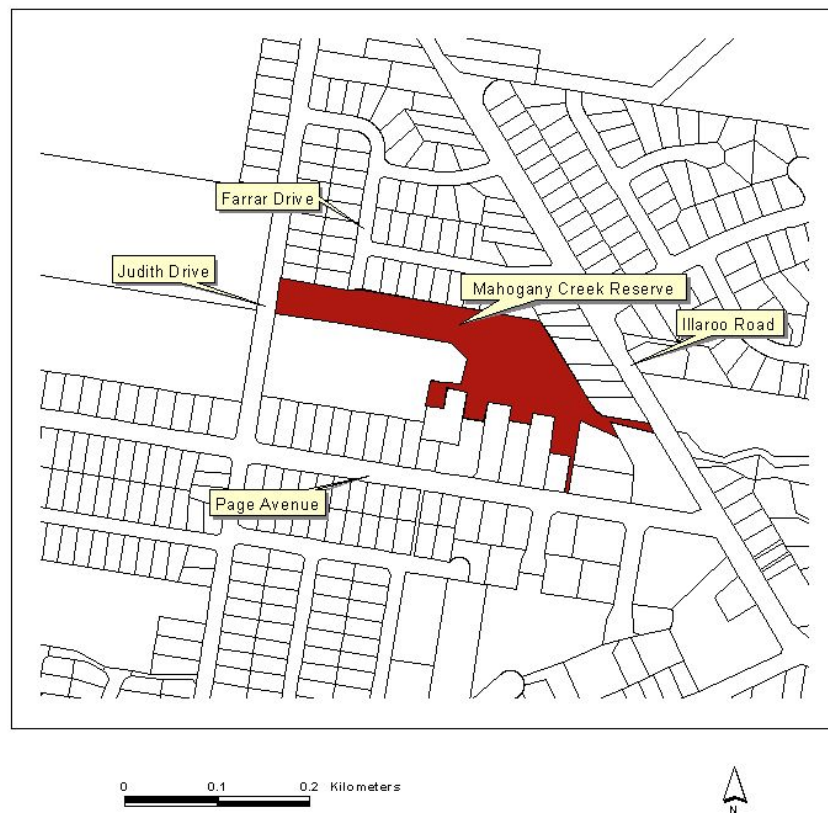 Farrar Drive
Judith Drive
Mahogany Creek Reserve
Illaroo Road
Page Avenue
0 0.1 0.2 Kilometers
N